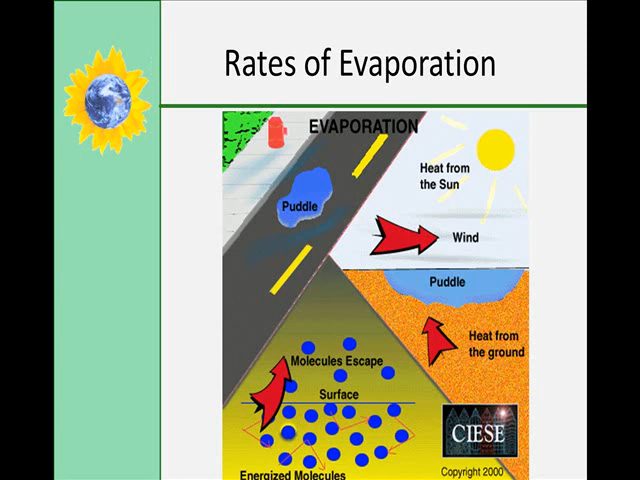 Rates of Evaporation
EVAPORATION
Heat from
the Sun
Puddle
Wind
Puddle
Heat from
the ground
Molecules Escape
Surface
CIESE
Energized Molecules
Copyright 2000